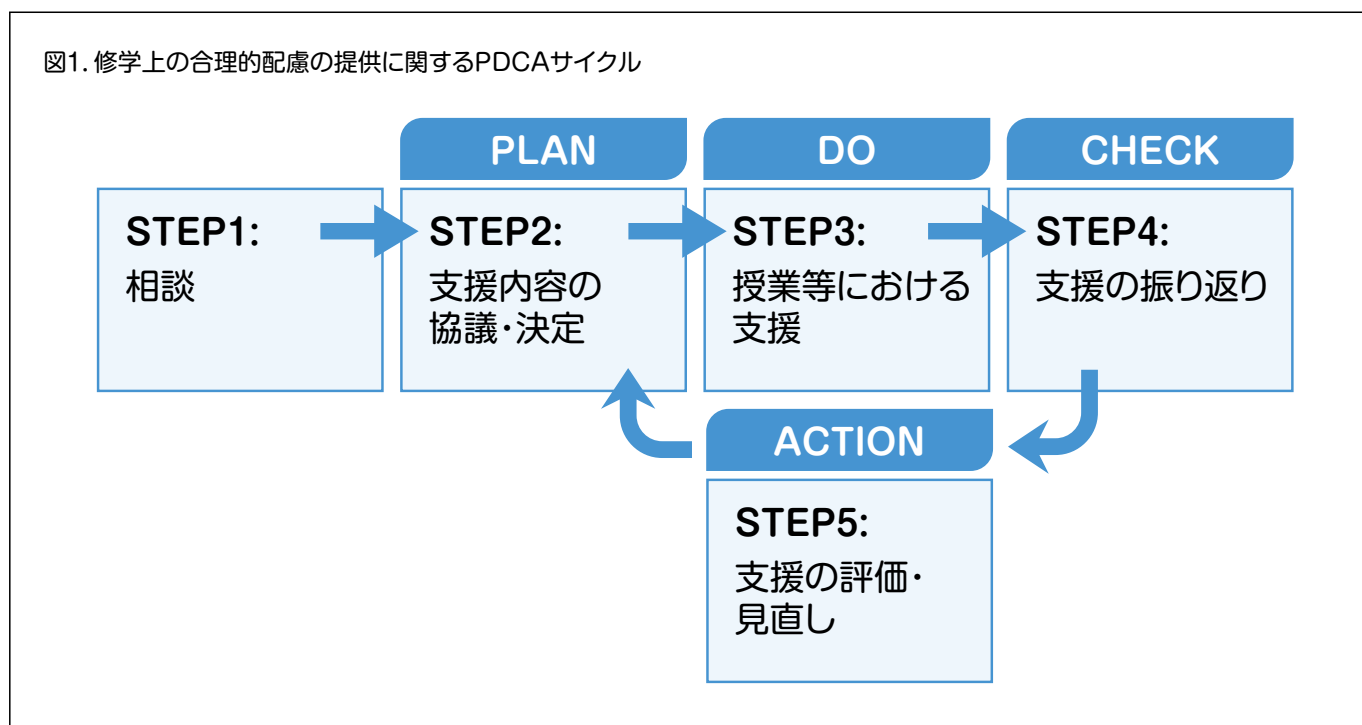 図1. 修学上の合理的配慮の提供に関するPDCAサイクル
STEP1:
相談
PLAN
STEP2:
支援内容の
協議・決定
DO
STEP3:
授業等における
支援
CHECK
STEP4:
支援の振り返り
ACTION
STEP5:
支援の評価・
見直し